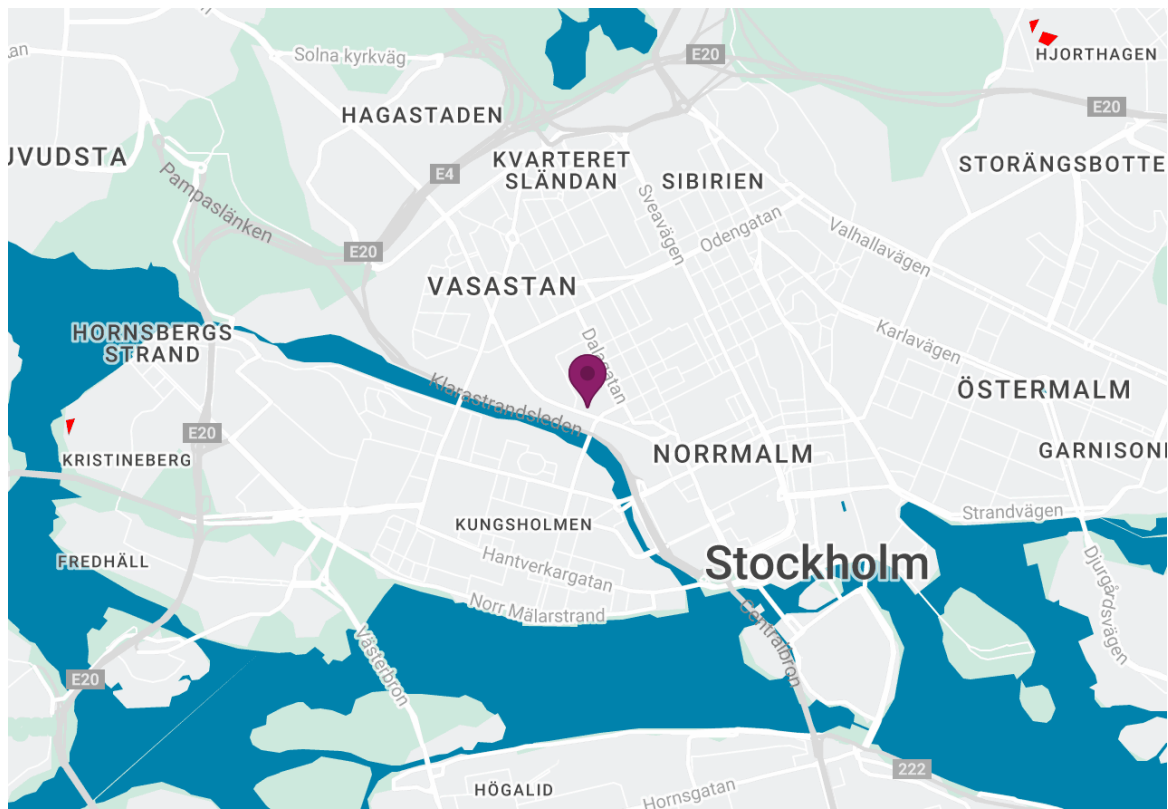 Solna kyrkväg
E20
HJORTHAGEN
E20
HAGASTADEN
KVARTERET
SLÄNDAN
SIBIRIEN
STORÄNGSBOTTE
JVUDSTA
E4
Pampaslänken
Sveavägen
Odengatan
Valhallavägen
E20
VASASTAN
HORNSBERGS
STRAND
Dalagatan
Karlavägen
Klarastrandsleden
ÖSTERMALM
E20
KRISTINEBERG
NORRMALM
GARNISON
Strandvägen
KUNGSHOLMEN
FREDHÄLL
Hantverkargatan
Stockholm
Djurgårdsvägen
Norr Mälarstrand
Centralbron
Västerbron
E20
222
HÖGALID
Hornsgatan